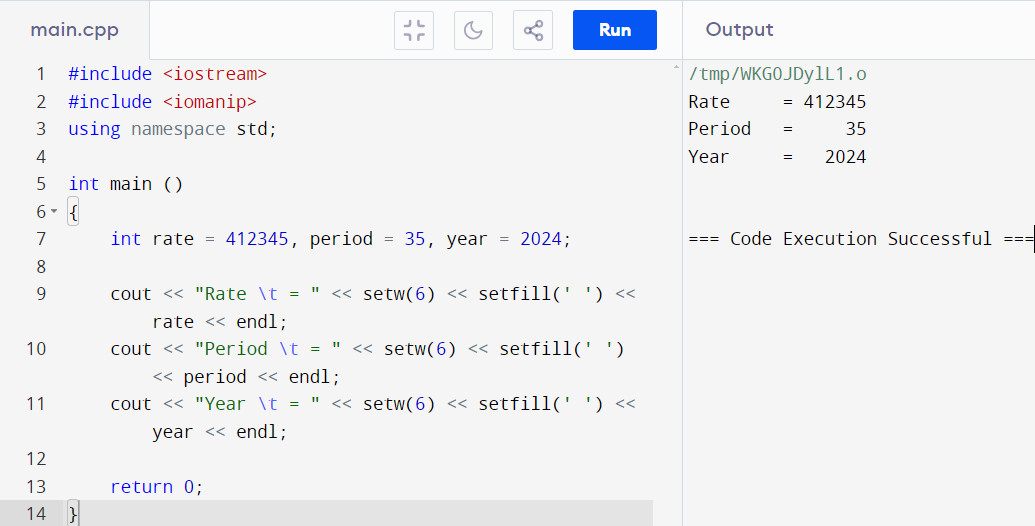 main.cpp
Run
Output
1 #include <iostream>
2 #include <iomanip>
3 using namespace std;
4
5 int main ()
6 {
7 int rate = 412345, period = 35, year = 2024;
8
9 cout << "Rate \t = " << setw(6) << setfill(' ') <<
rate << endl;
10 cout << "Period \t = " << setw(6) << setfill(' ')
<< period << endl;
11 cout << "Year \t = " << setw(6) << setfill(' ') <<
year << endl;
12
13 return 0;
14 }
/tmp/WKGOJDylL1.o
Rate     = 412345
Period   =     35
Year     =   2024
=== Code Execution Successful ===